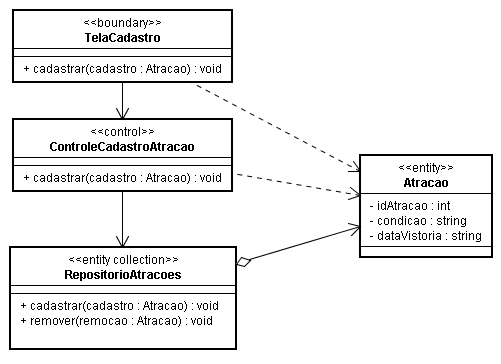 <<boundary>>
TelaCadastro
+ cadastrar(cadastro : Atracao) : void
<<control>>
ControleCadastroAtracao
+ cadastrar(cadastro : Atracao) : void
<<entity>>
Atracao
- idAtracao : int
- condicao : string
- dataVistoria : string
<<entity collection>>
RepositorioAtracoes
+ cadastrar(cadastro : Atracao) : void
+ remover(remocao : Atracao) : void